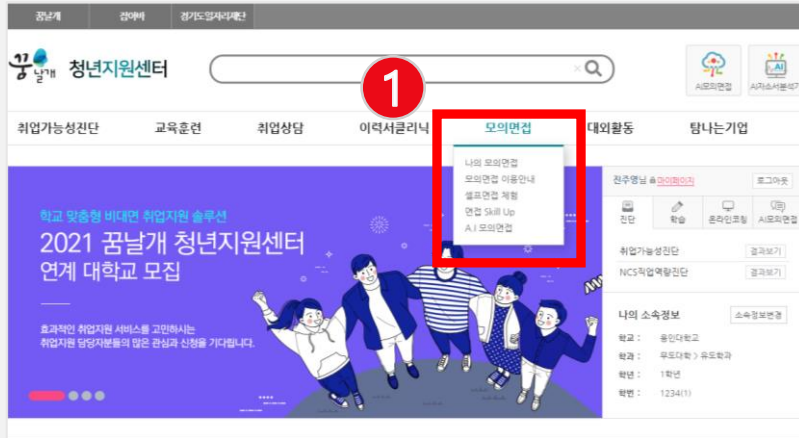 꿈날개 잡아바 경기도일자리재단
꿈날개 청년지원센터
AI모의면접 AI자소서분석기
1
취업가능성진단 교육훈련 취업상담 이력서클리닉 모의면접 대외활동 탐나는기업
나의 모의면접
모의면접 이용안내
셀프면접 체험
면접 Skill Up
A.I 모의면접
학교 맞춤형 비대면 취업지원 솔루션
2021 꿈날개 청년지원센터
연계 대학교 모집
효과적인 취업지원 서비스를 고민하시는
취업지원 담당자분들의 많은 관심과 신청을 기다립니다.
진주영님 마이페이지 로그아웃
진단 학습 온라인코칭 AI모의면접
취업가능성진단 결과보기
NCS직업역량진단 결과보기
나의 소속정보 소속정보변경
학교 : 용인대학교
학과 : 무도대학 > 유도학과
학년 : 1학년
학번 : 1234(1)